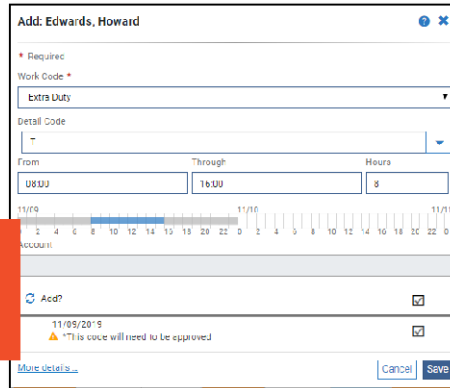 Add: Edwards, Howard
* Required
Work Code *
Extra Duty
Detail Code
T
From Through Hours
08:00 16:00 8
11/09 11/10 11/1
2 4 6 8 10 12 14 16 18 20 22 0 2 4 6 8 10 12 14 16 18 20 22 0
Account
Add?
11/09/2019
*This code will need to be approved
More details...
Cancel Save